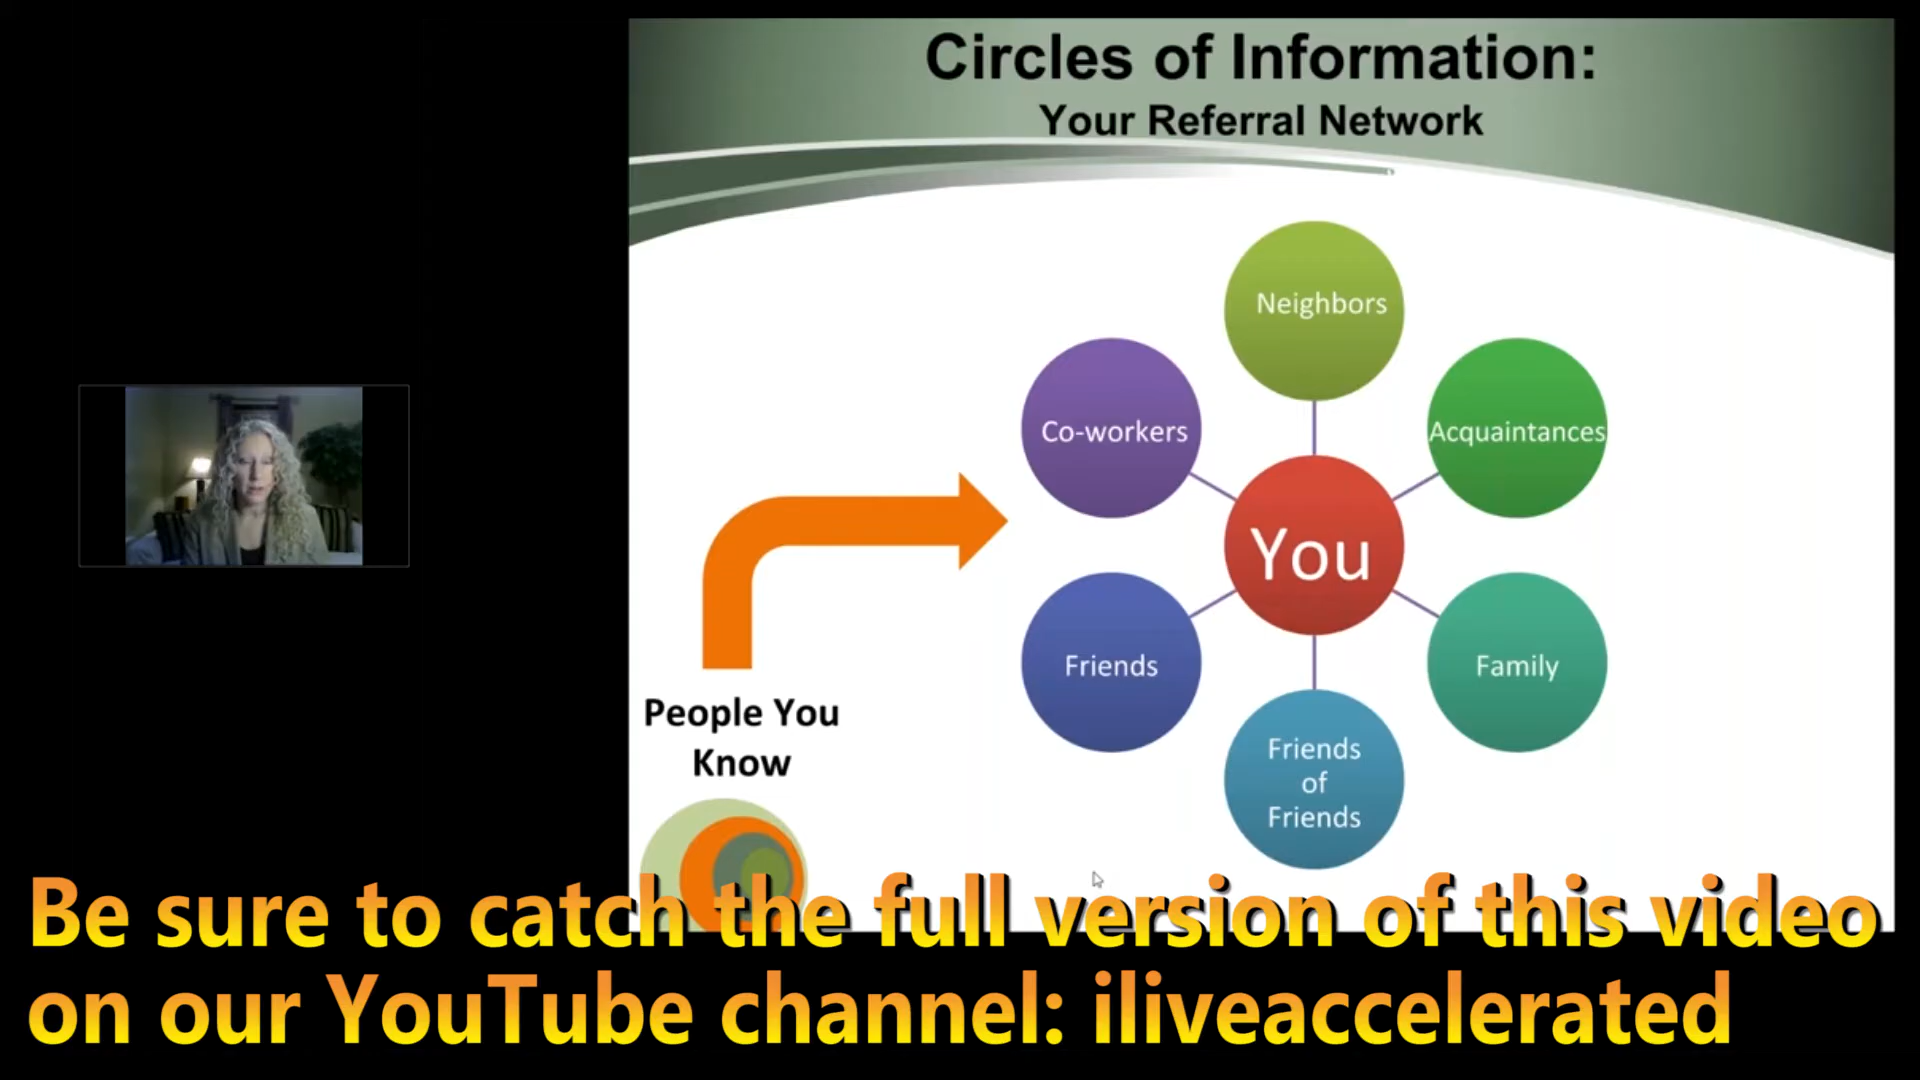 Circles of Information:
Your Referral Network
Neighbors
Co-workers
Acquaintances
You
Friends
Family
People You
Know
Friends
of
Friends
Be sure to catch the full version of this video
on our YouTube channel: iliveaccelerated